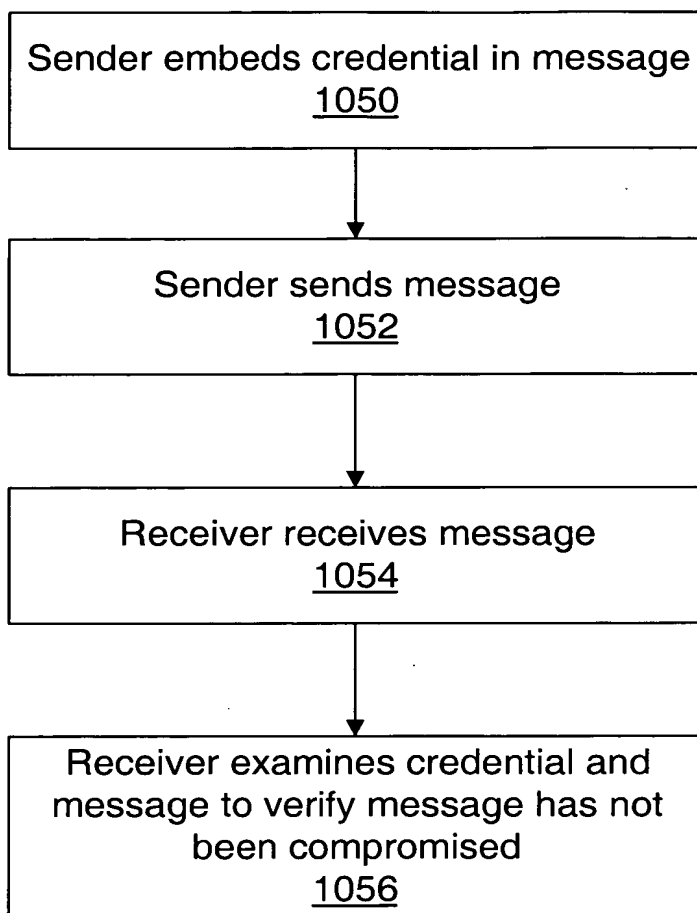 Sender embeds credential in message
1050
Sender sends message
1052
Receiver receives message
1054
Receiver examines credential and
message to verify message has not
been compromised
1056